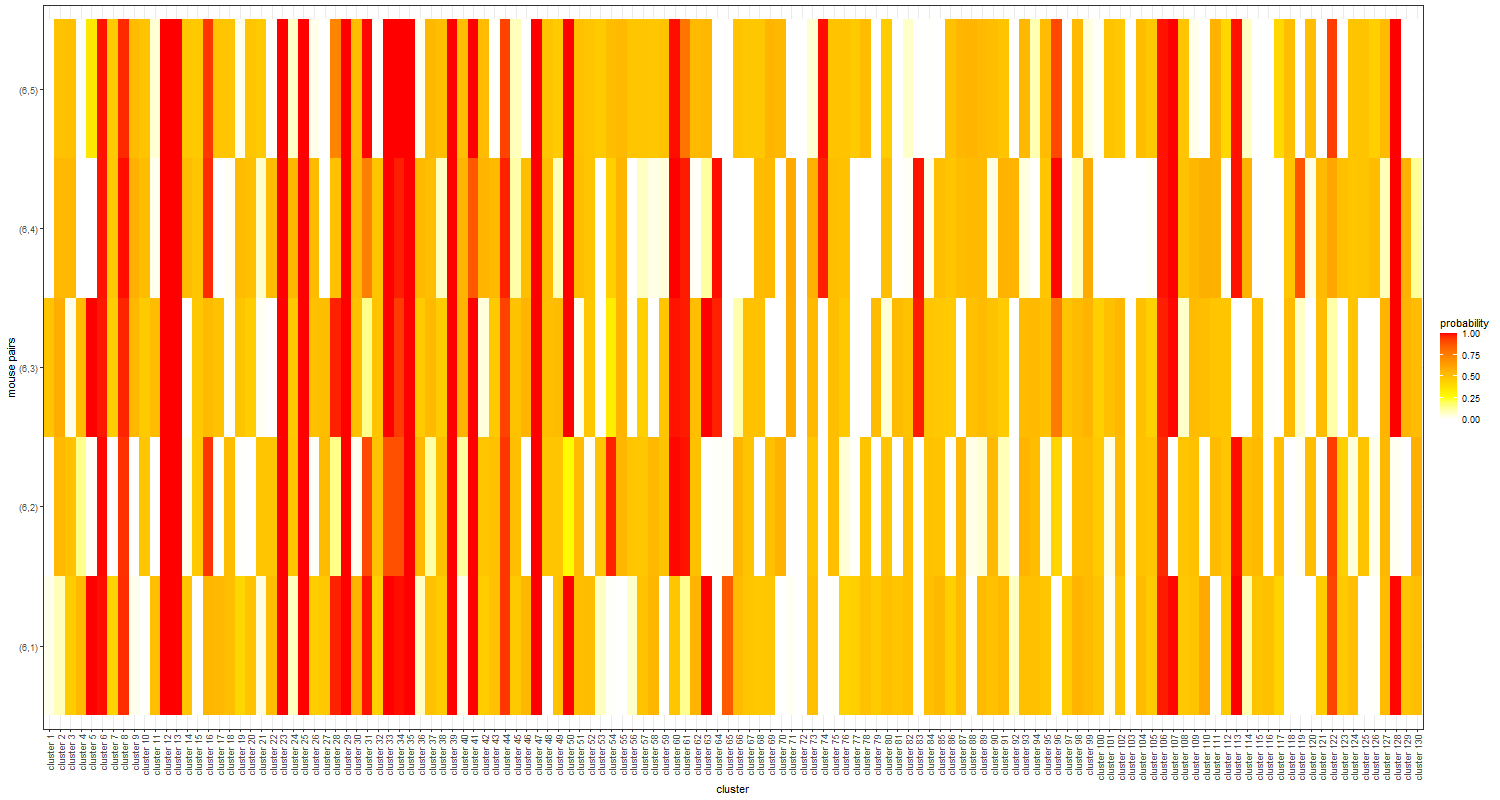 mouse pairs
(6,5)
(6,4)
(6,3)
(6,2)
(6,1)
probability
1.00
0.75
0.50
0.25
0.00
cluster 1
cluster 2
cluster 3
cluster 4
cluster 5
cluster 6
cluster 7
cluster 8
cluster 9
cluster 10
cluster 11
cluster 12
cluster 13
cluster 14
cluster 15
cluster 16
cluster 17
cluster 18
cluster 19
cluster 20
cluster 21
cluster 22
cluster 23
cluster 24
cluster 25
cluster 26
cluster 27
cluster 28
cluster 29
cluster 30
cluster 31
cluster 32
cluster 33
cluster 34
cluster 35
cluster 36
cluster 37
cluster 38
cluster 39
cluster 40
cluster 41
cluster 42
cluster 43
cluster 44
cluster 45
cluster 46
cluster 47
cluster 48
cluster 49
cluster 50
cluster 51
cluster 52
cluster 53
cluster 54
cluster 55
cluster 56
cluster 57
cluster 58
cluster 59
cluster 60
cluster 61
cluster 62
cluster 63
cluster 64
cluster 65
cluster 66
cluster 67
cluster 68
cluster 69
cluster 70
cluster 71
cluster 72
cluster 73
cluster 74
cluster 75
cluster 76
cluster 77
cluster 78
cluster 79
cluster 80
cluster 81
cluster 82
cluster 83
cluster 84
cluster 85
cluster 86
cluster 87
cluster 88
cluster 89
cluster 90
cluster 91
cluster 92
cluster 93
cluster 94
cluster 95
cluster 96
cluster 97
cluster 98
cluster 99
cluster 100
cluster 101
cluster 102
cluster 103
cluster 104
cluster 105
cluster 106
cluster 107
cluster 108
cluster 109
cluster 110
cluster 111
cluster 112
cluster 113
cluster 114
cluster 115
cluster 116
cluster 117
cluster 118
cluster 119
cluster 120
cluster 121
cluster 122
cluster 123
cluster 124
cluster 125
cluster 126
cluster 127
cluster 128
cluster 129
cluster 130
cluster